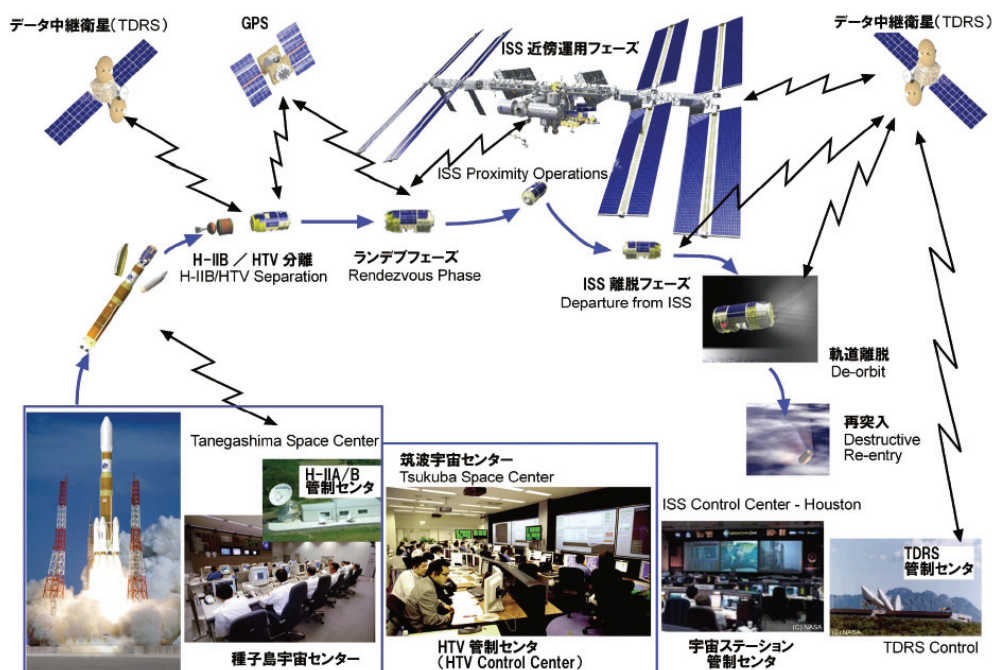 データ中継衛星(TDRS)
GPS
ISS 近傍運用フェーズ
データ中継衛星(TDRS)
ISS Proximity Operations
H-IIB ／ HTV 分離
H-IIB/HTV Separation
ランデブフェーズ
Rendezvous Phase
ISS 離脱フェーズ
Departure from ISS
軌道離脱
De-orbit
再突入
Destructive
Re-entry
Tanegashima Space Center
H-IIA/B
管制センタ
種子島宇宙センター
筑波宇宙センター
Tsukuba Space Center
HTV 管制センタ
(HTV Control Center)
ISS Control Center - Houston
(C) NASA
宇宙ステーション
管制センタ
TDRS
管制センタ
(C) NASA
TDRS Control